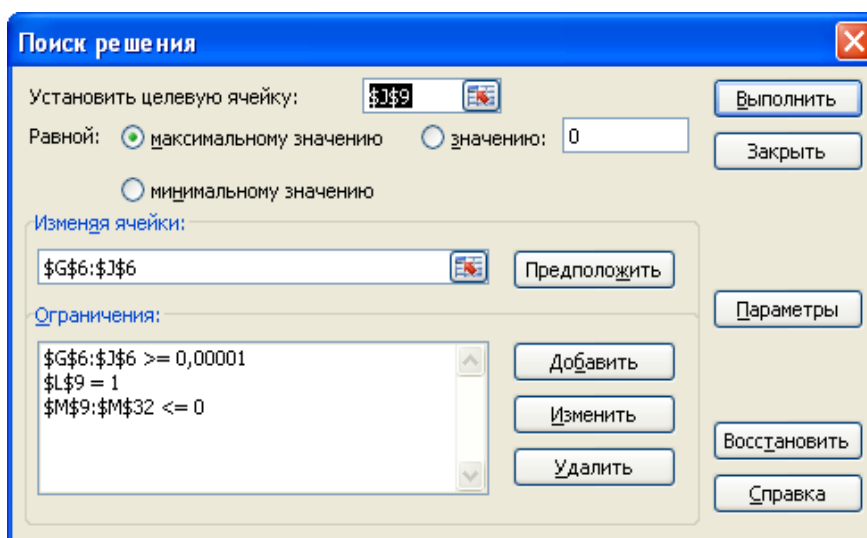 Поиск решения
Установить целевую ячейку: $J$9
Выполнить
Равной: максимальному значению значению: 0
Закрыть
минимальному значению
Изменяя ячейки:
$G$6:$J$6
Предположить
Ограничения:
Параметры
$G$6:$J$6 >= 0,00001
$L$9 = 1
$M$9:$M$32 <= 0
Добавить
Изменить
Удалить
Восстановить
Справка